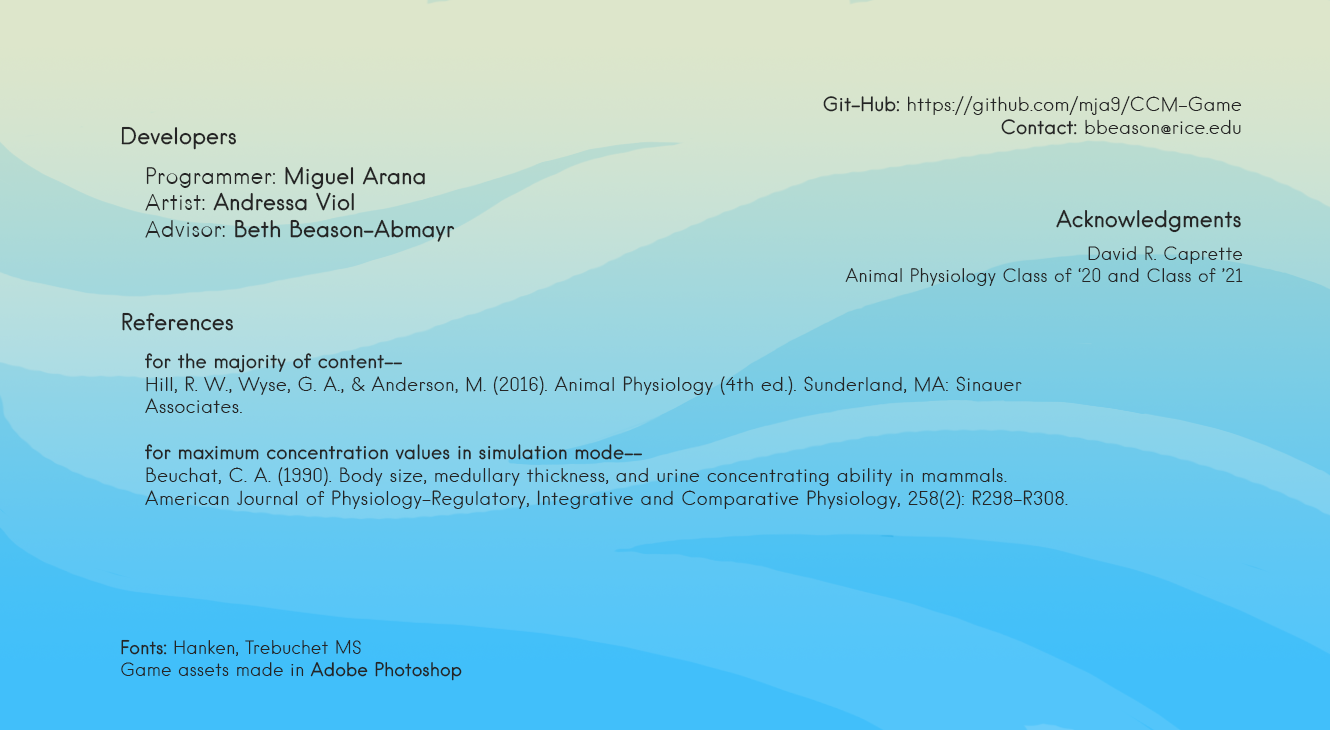 Git-Hub: https://github.com/mja9/CCM-Game
Contact: bbeason@rice.edu
Developers
Programmer: Miguel Arana
Artist: Andressa Viol
Advisor: Beth Beason-Abmayr
Acknowledgments
David R. Caprette
Animal Physiology Class of ‘20 and Class of ’21
References
for the majority of content--
Hill, R. W., Wyse, G. A., & Anderson, M. (2016). Animal Physiology (4th ed.). Sunderland, MA: Sinauer
Associates.
for maximum concentration values in simulation mode--
Beuchat, C. A. (1990). Body size, medullary thickness, and urine concentrating ability in mammals.
American Journal of Physiology-Regulatory, Integrative and Comparative Physiology, 258(2): R298-R308.
Fonts: Hanken, Trebuchet MS
Game assets made in Adobe Photoshop